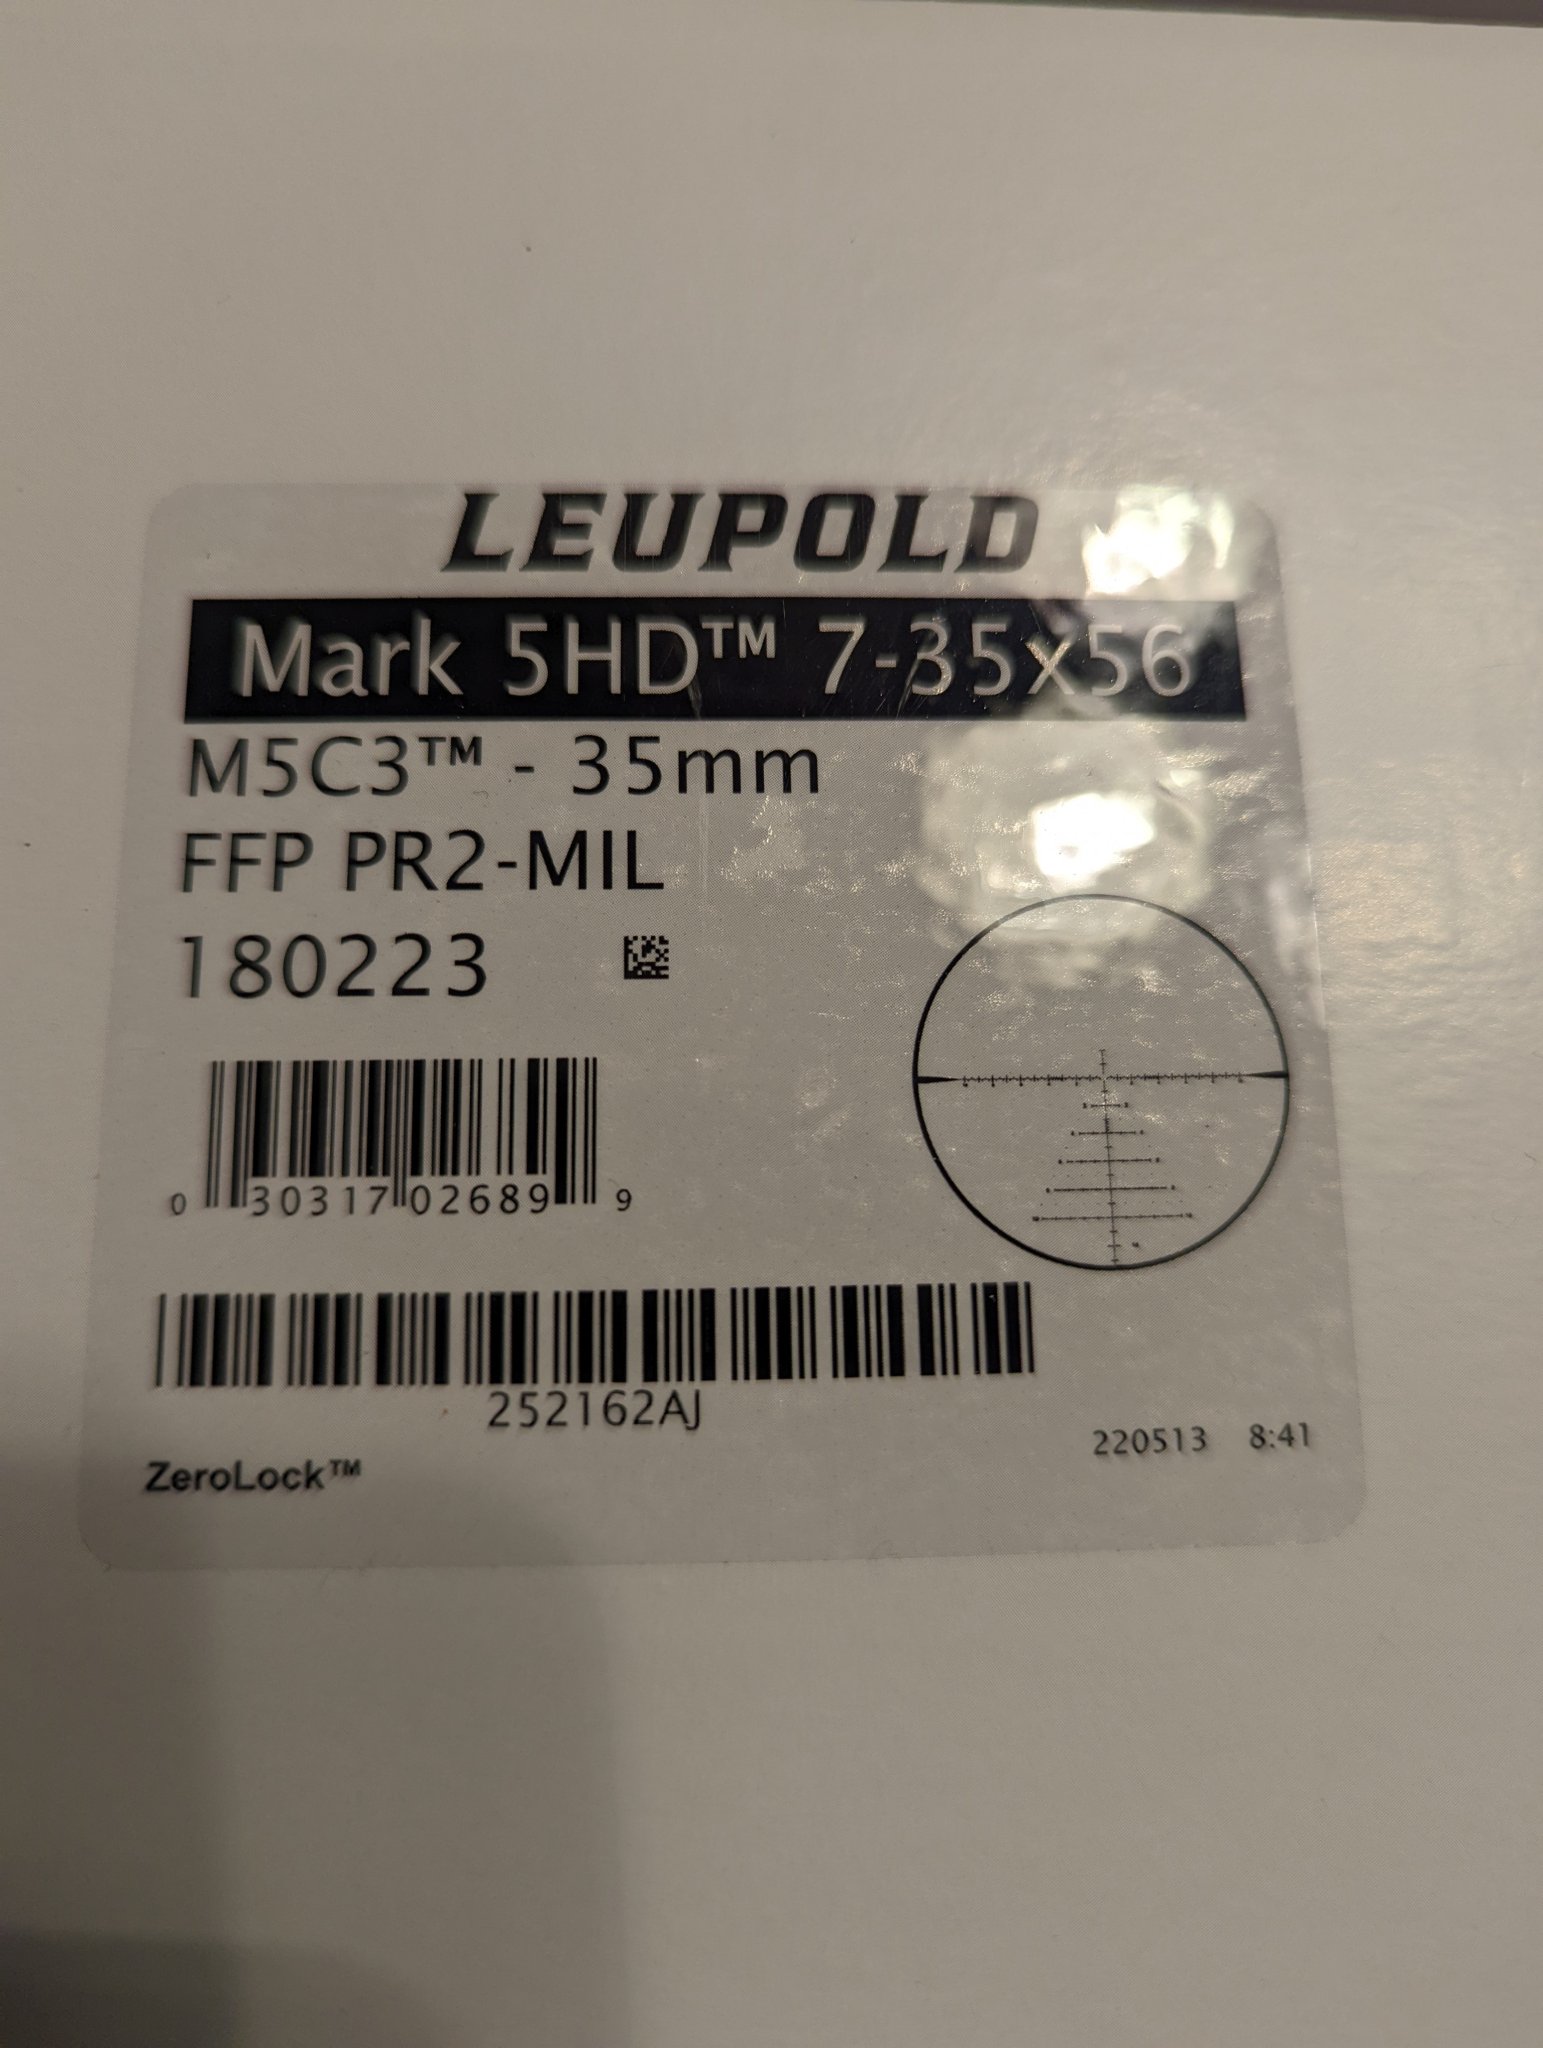 LEUPOLD
Mark 5HD™ 7-35x56
M5C3™ - 35mm
FFP PR2-MIL
180223
0 30317 02689 9
252162AJ
220513 8:41
ZeroLock™